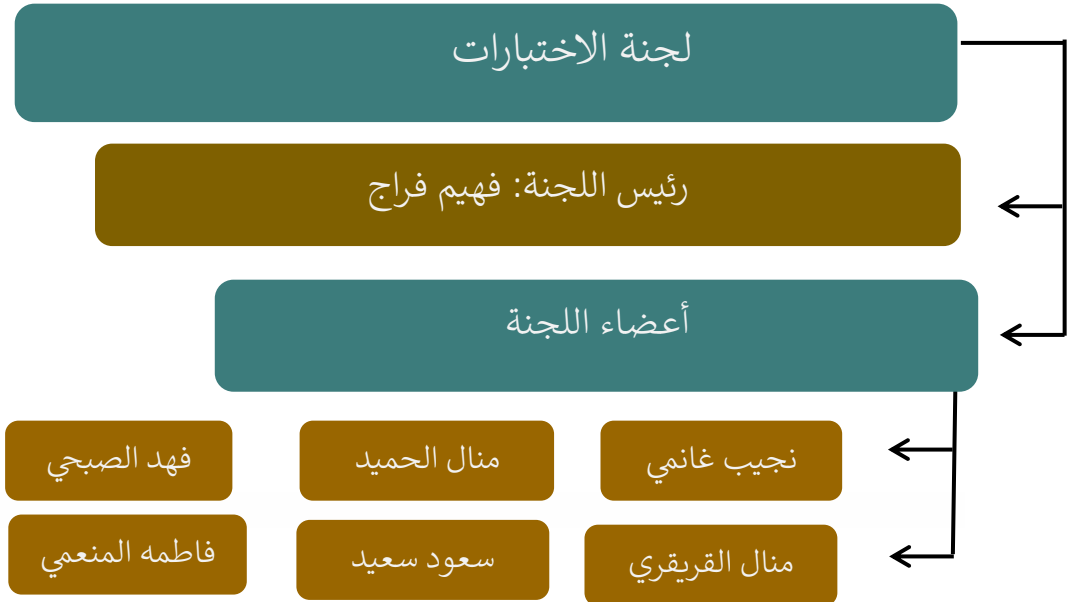 لجنة الاختبارات
رئيس اللجنة: فهيم فراج
أعضاء اللجنة
نجيب غانمي
منال الحميد
فهد الصبحي
منال القريقري
سعود سعيد
فاطمه المنعمي